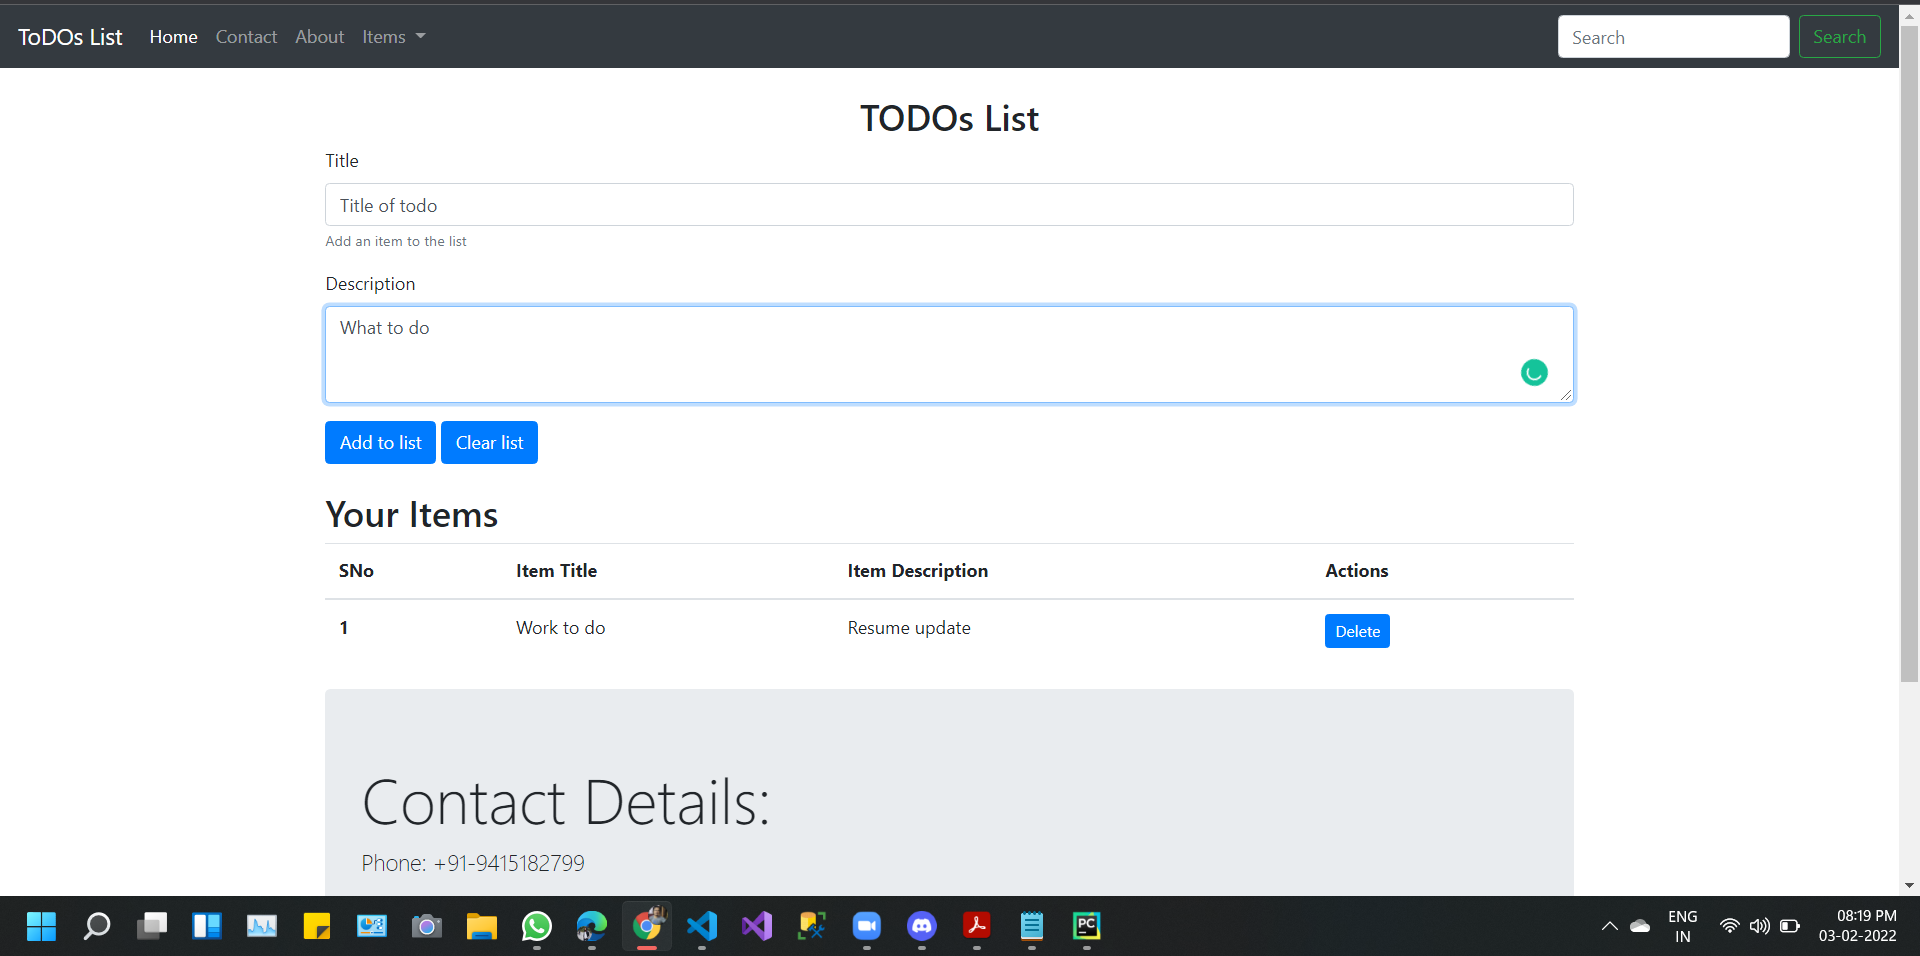 ToDOs List Home Contact About Items Search Search
TODOs List
Title
Title of todo
Add an item to the list
Description
What to do
Add to list Clear list
Your Items
SNo Item Title Item Description Actions
1 Work to do Resume update Delete
Contact Details:
Phone: +91-9415182799
PC
ENG
IN
08:19 PM
03-02-2022